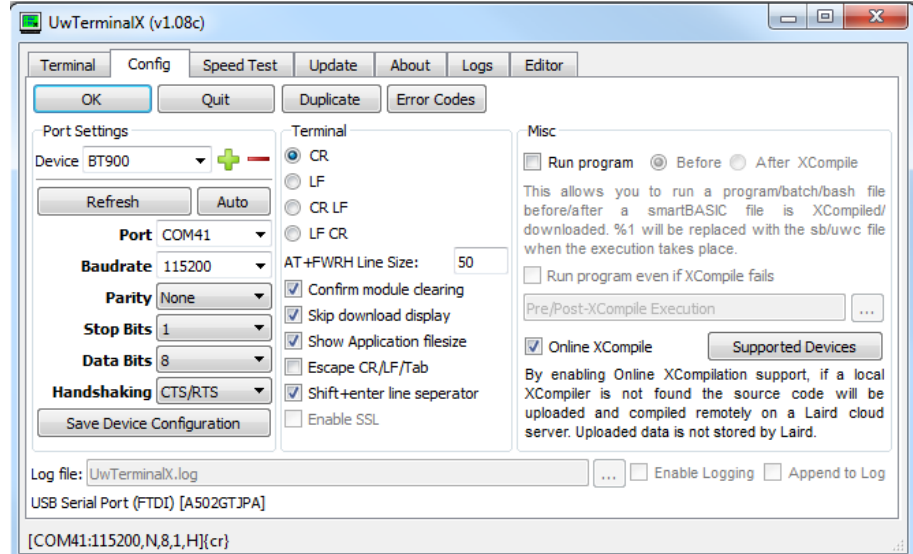 UwTerminalX (v1.08c)
Terminal Config Speed Test Update About Logs Editor
OK Quit Duplicate Error Codes
Port Settings
Device BT900
Refresh Auto
Port COM41
Baudrate 115200
Parity None
Stop Bits 1
Data Bits 8
Handshaking CTS/RTS
Save Device Configuration
Terminal
CR
LF
CR LF
LF CR
AT+FWRH Line Size: 50
Confirm module clearing
Skip download display
Show Application filesize
Escape CR/LF/Tab
Shift+enter line seperator
Enable SSL
Misc
Run program Before After XCompile
This allows you to run a program/batch/bash file
before/after a smartBASIC file is XCompiled/
downloaded. %1 will be replaced with the sb/uwc file
when the execution takes place.
Run program even if XCompile fails
Pre/Post-XCompile Execution ...
Online XCompile Supported Devices
By enabling Online XCompilation support, if a local
XCompiler is not found the source code will be
uploaded and compiled remotely on a Laird cloud
server. Uploaded data is not stored by Laird.
Log file: UwTerminalX.log ... Enable Logging Append to Log
USB Serial Port (FTDI) [A502GTJPA]
[COM41:115200,N,8,1,H]{cr}